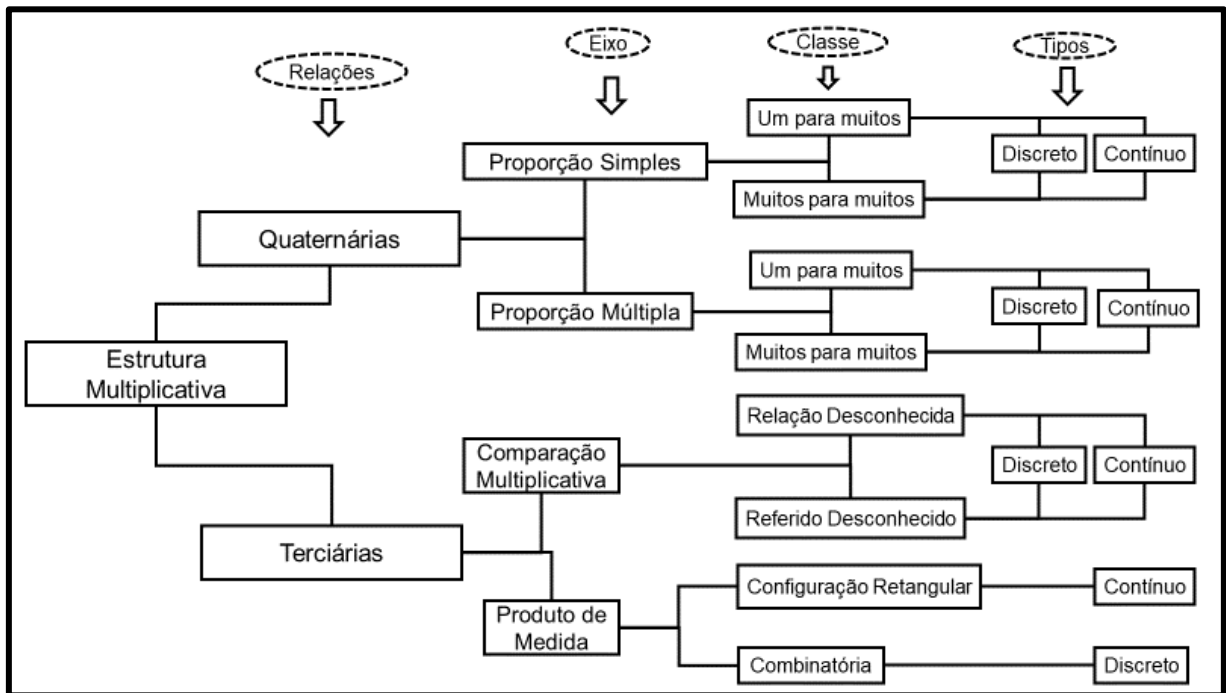 Relações
Eixo
Classe
Tipos
Estrutura
Multiplicativa
Quaternárias
Proporção Simples
Um para muitos
Muitos para muitos
Discreto
Contínuo
Proporção Múltipla
Um para muitos
Muitos para muitos
Discreto
Contínuo
Terciárias
Comparação
Multiplicativa
Relação Desconhecida
Referido Desconhecido
Discreto
Contínuo
Produto de
Medida
Configuração Retangular
Contínuo
Combinatória
Discreto